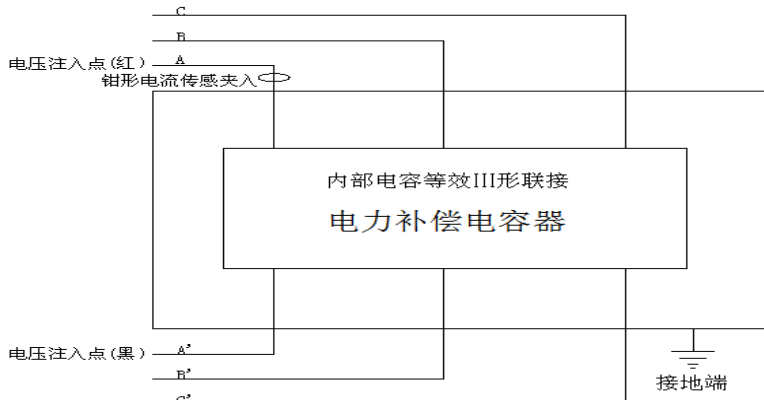 C
B
电压注入点(红) A
钳形电流传感夹入
内部电容等效III形联接
电力补偿电容器
电压注入点(黑) A'
B'
接地端
C'